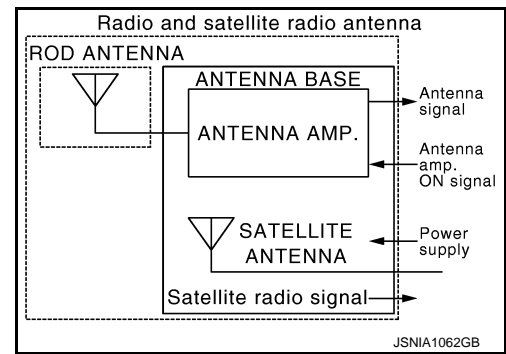 Radio and satellite radio antenna
ROD ANTENNA
ANTENNA BASE
ANTENNA AMP.
Antenna
signal
Antenna
amp.
ON signal
SATELLITE
ANTENNA
Power
supply
Satellite radio signal
JSNIA1062GB